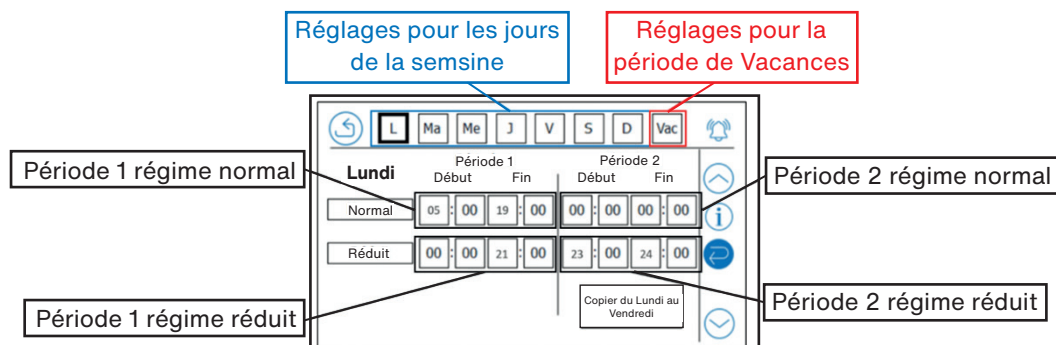 Réglages pour les jours
de la semsine
Réglages pour la
période de Vacances
L Ma Me J V S D Vac
Période 1 régime normal
Lundi
Période 1
Période 2
Début Fin Début Fin
Période 2 régime normal
Normal 05 : 00 19 : 00 00 : 00 00 : 00
i
Réduit 00 : 00 21 : 00 23 : 00 24 : 00
Période 1 régime réduit
Copier du Lundi au
Vendredi
Période 2 régime réduit